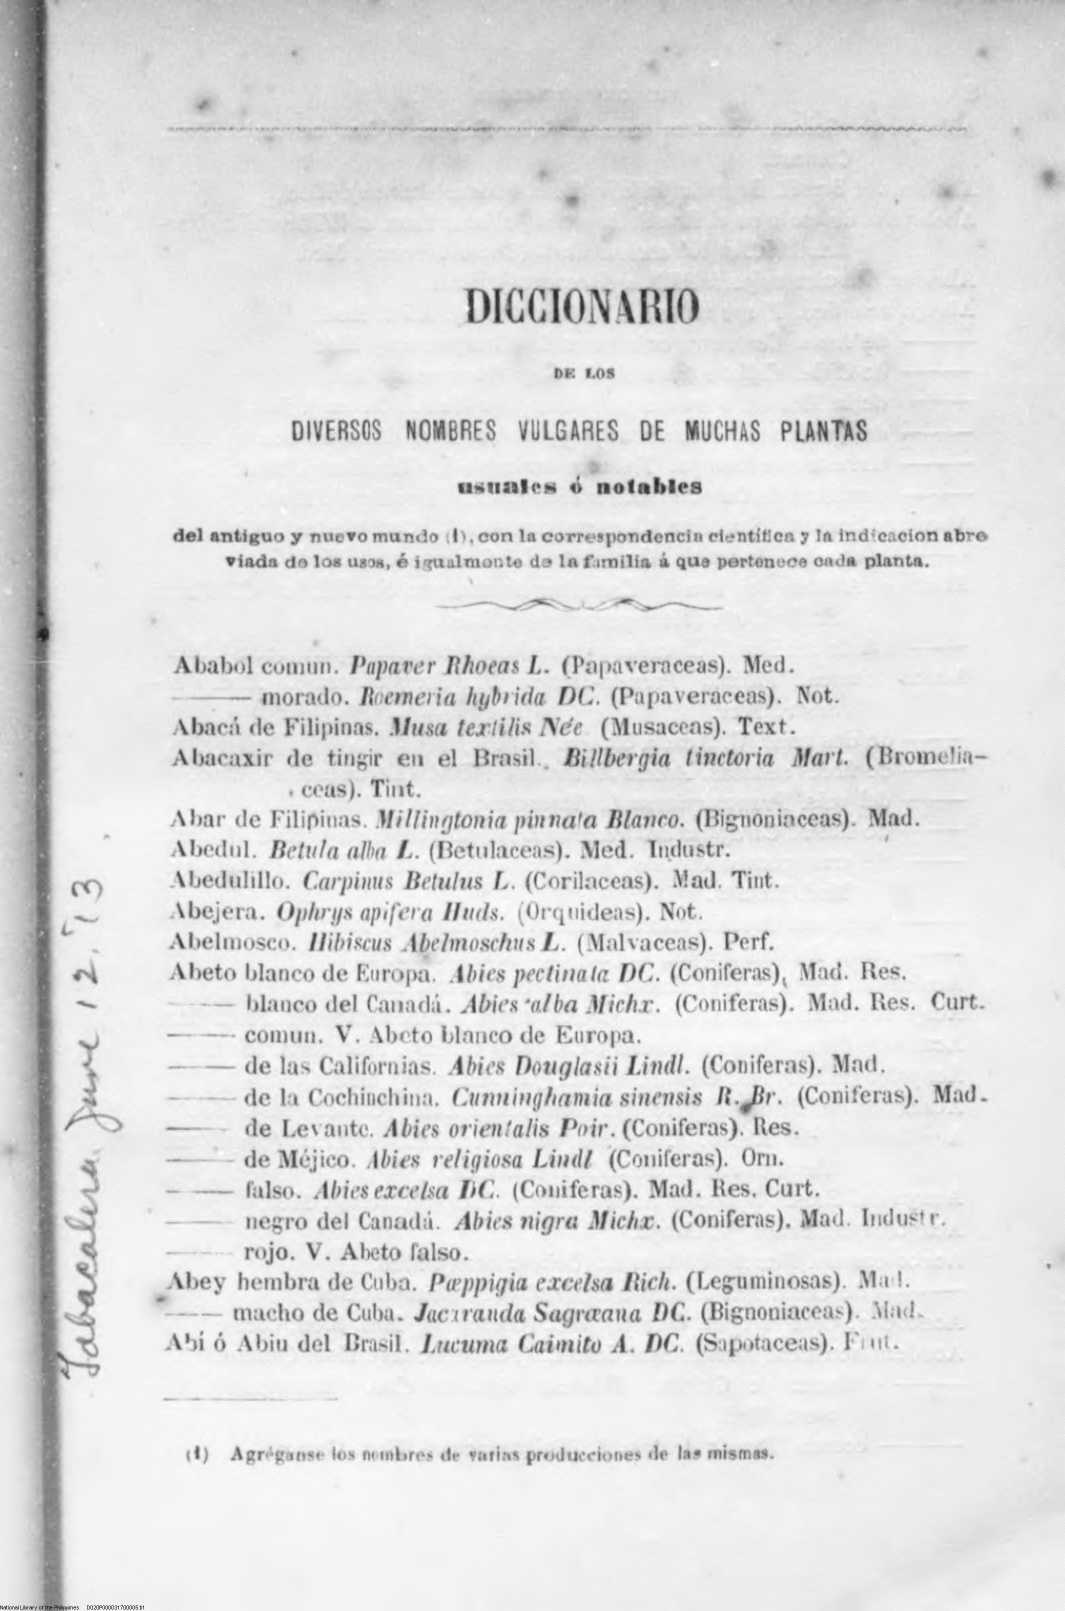 DICCIONARIO
DE LOS
DIVERSOS NOMBRES VULGARES DE MUCHAS PLANTAS
usuales ó notables
del antiguo y nuevo mundo (1), con la correspondencia científica y la indicacion abre
viada de los usos, é igualmente de la familia á que pertenece cada planta.
Ababol comun. Papaver Rhoeas L. (Papaveraceas). Med.
——— morado. Roemeria hybrida DC. (Papaveraceas). Not.
Abacá de Filipinas. Musa textilis Née (Musaceas). Text.
Abacaxir de tingir en el Brasil. Billbergia tinctoria Mart. (Bromelia-
ceas). Tint.
Abar de Filipinas. Millingtonia pinnata Blanco. (Bignoniaceas). Mad.
Abedul. Betula alba L. (Betulaceas). Med. Industr.
Abedulillo. Carpinus Betulus L. (Corilaceas). Mad. Tint.
Abejera. Ophrys apifera Huds. (Orquideas). Not.
Abelmosco. Hibiscus Abelmoschus L. (Malvaceas). Perf.
Abeto blanco de Europa. Abies pectinata DC. (Coniferas). Mad. Res.
——— blanco del Canadá. Abies alba Michx. (Coniferas). Mad. Res. Curt.
——— comun. V. Abeto blanco de Europa.
——— de las Californias. Abies Douglasii Lindl. (Coniferas). Mad.
——— de la Cochinchina. Cunninghamia sinensis R. Br. (Coniferas). Mad.
——— de Levante. Abies orientalis Poir. (Coniferas). Res.
——— de Méjico. Abies religiosa Lindl (Coniferas). Orn.
——— falso. Abies excelsa DC. (Coniferas). Mad. Res. Curt.
——— negro del Canadá. Abies nigra Michx. (Coniferas). Mad. Industr.
——— rojo. V. Abeto falso.
Abey hembra de Cuba. Pœppigia excelsa Rich. (Leguminosas). Mad.
——— macho de Cuba. Jacaranda Sagræana DC. (Bignoniaceas). Mad.
Abí ó Abiu del Brasil. Lucuma Caimito A. DC. (Sapotaceas). Frut.
(1) Agréganse los nombres de varias producciones de las mismas.
Tabacalera June 12. '13
National Library of the Philippines D020P0000317000005.tif